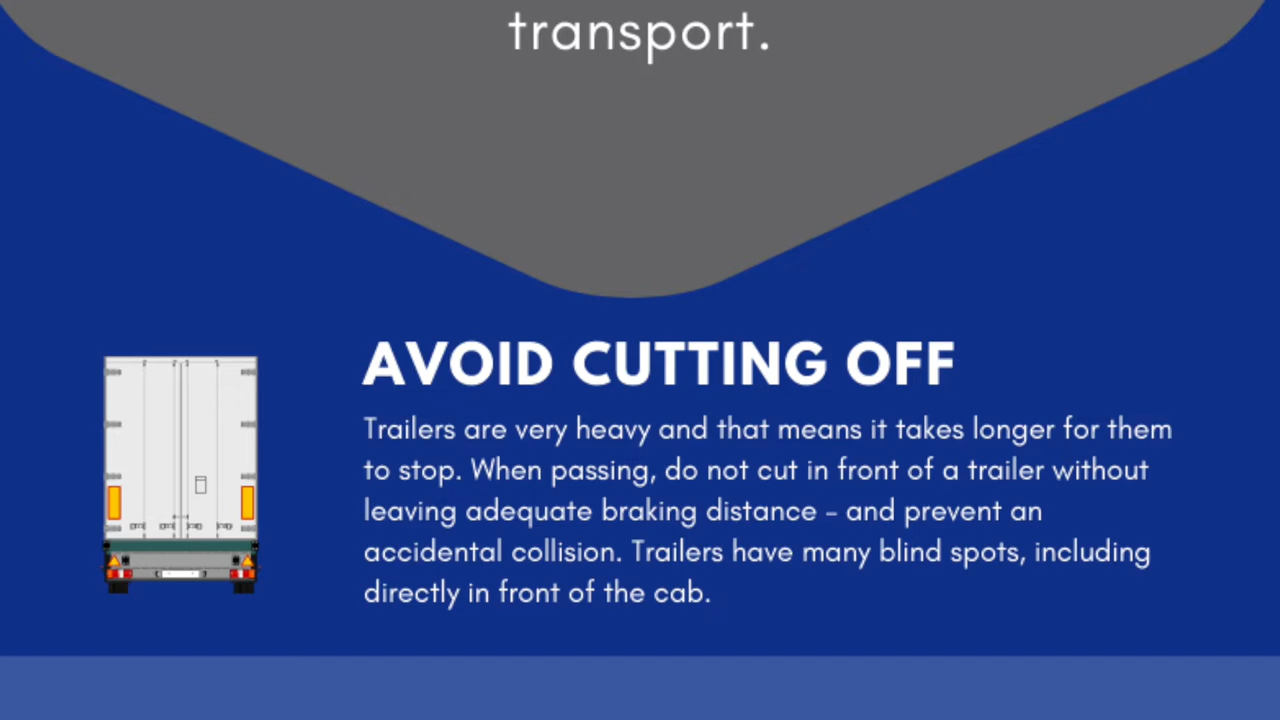 transport.
AVOID CUTTING OFF
Trailers are very heavy and that means it takes longer for them
to stop. When passing, do not cut in front of a trailer without
leaving adequate braking distance - and prevent an
accidental collision. Trailers have many blind spots, including
directly in front of the cab.